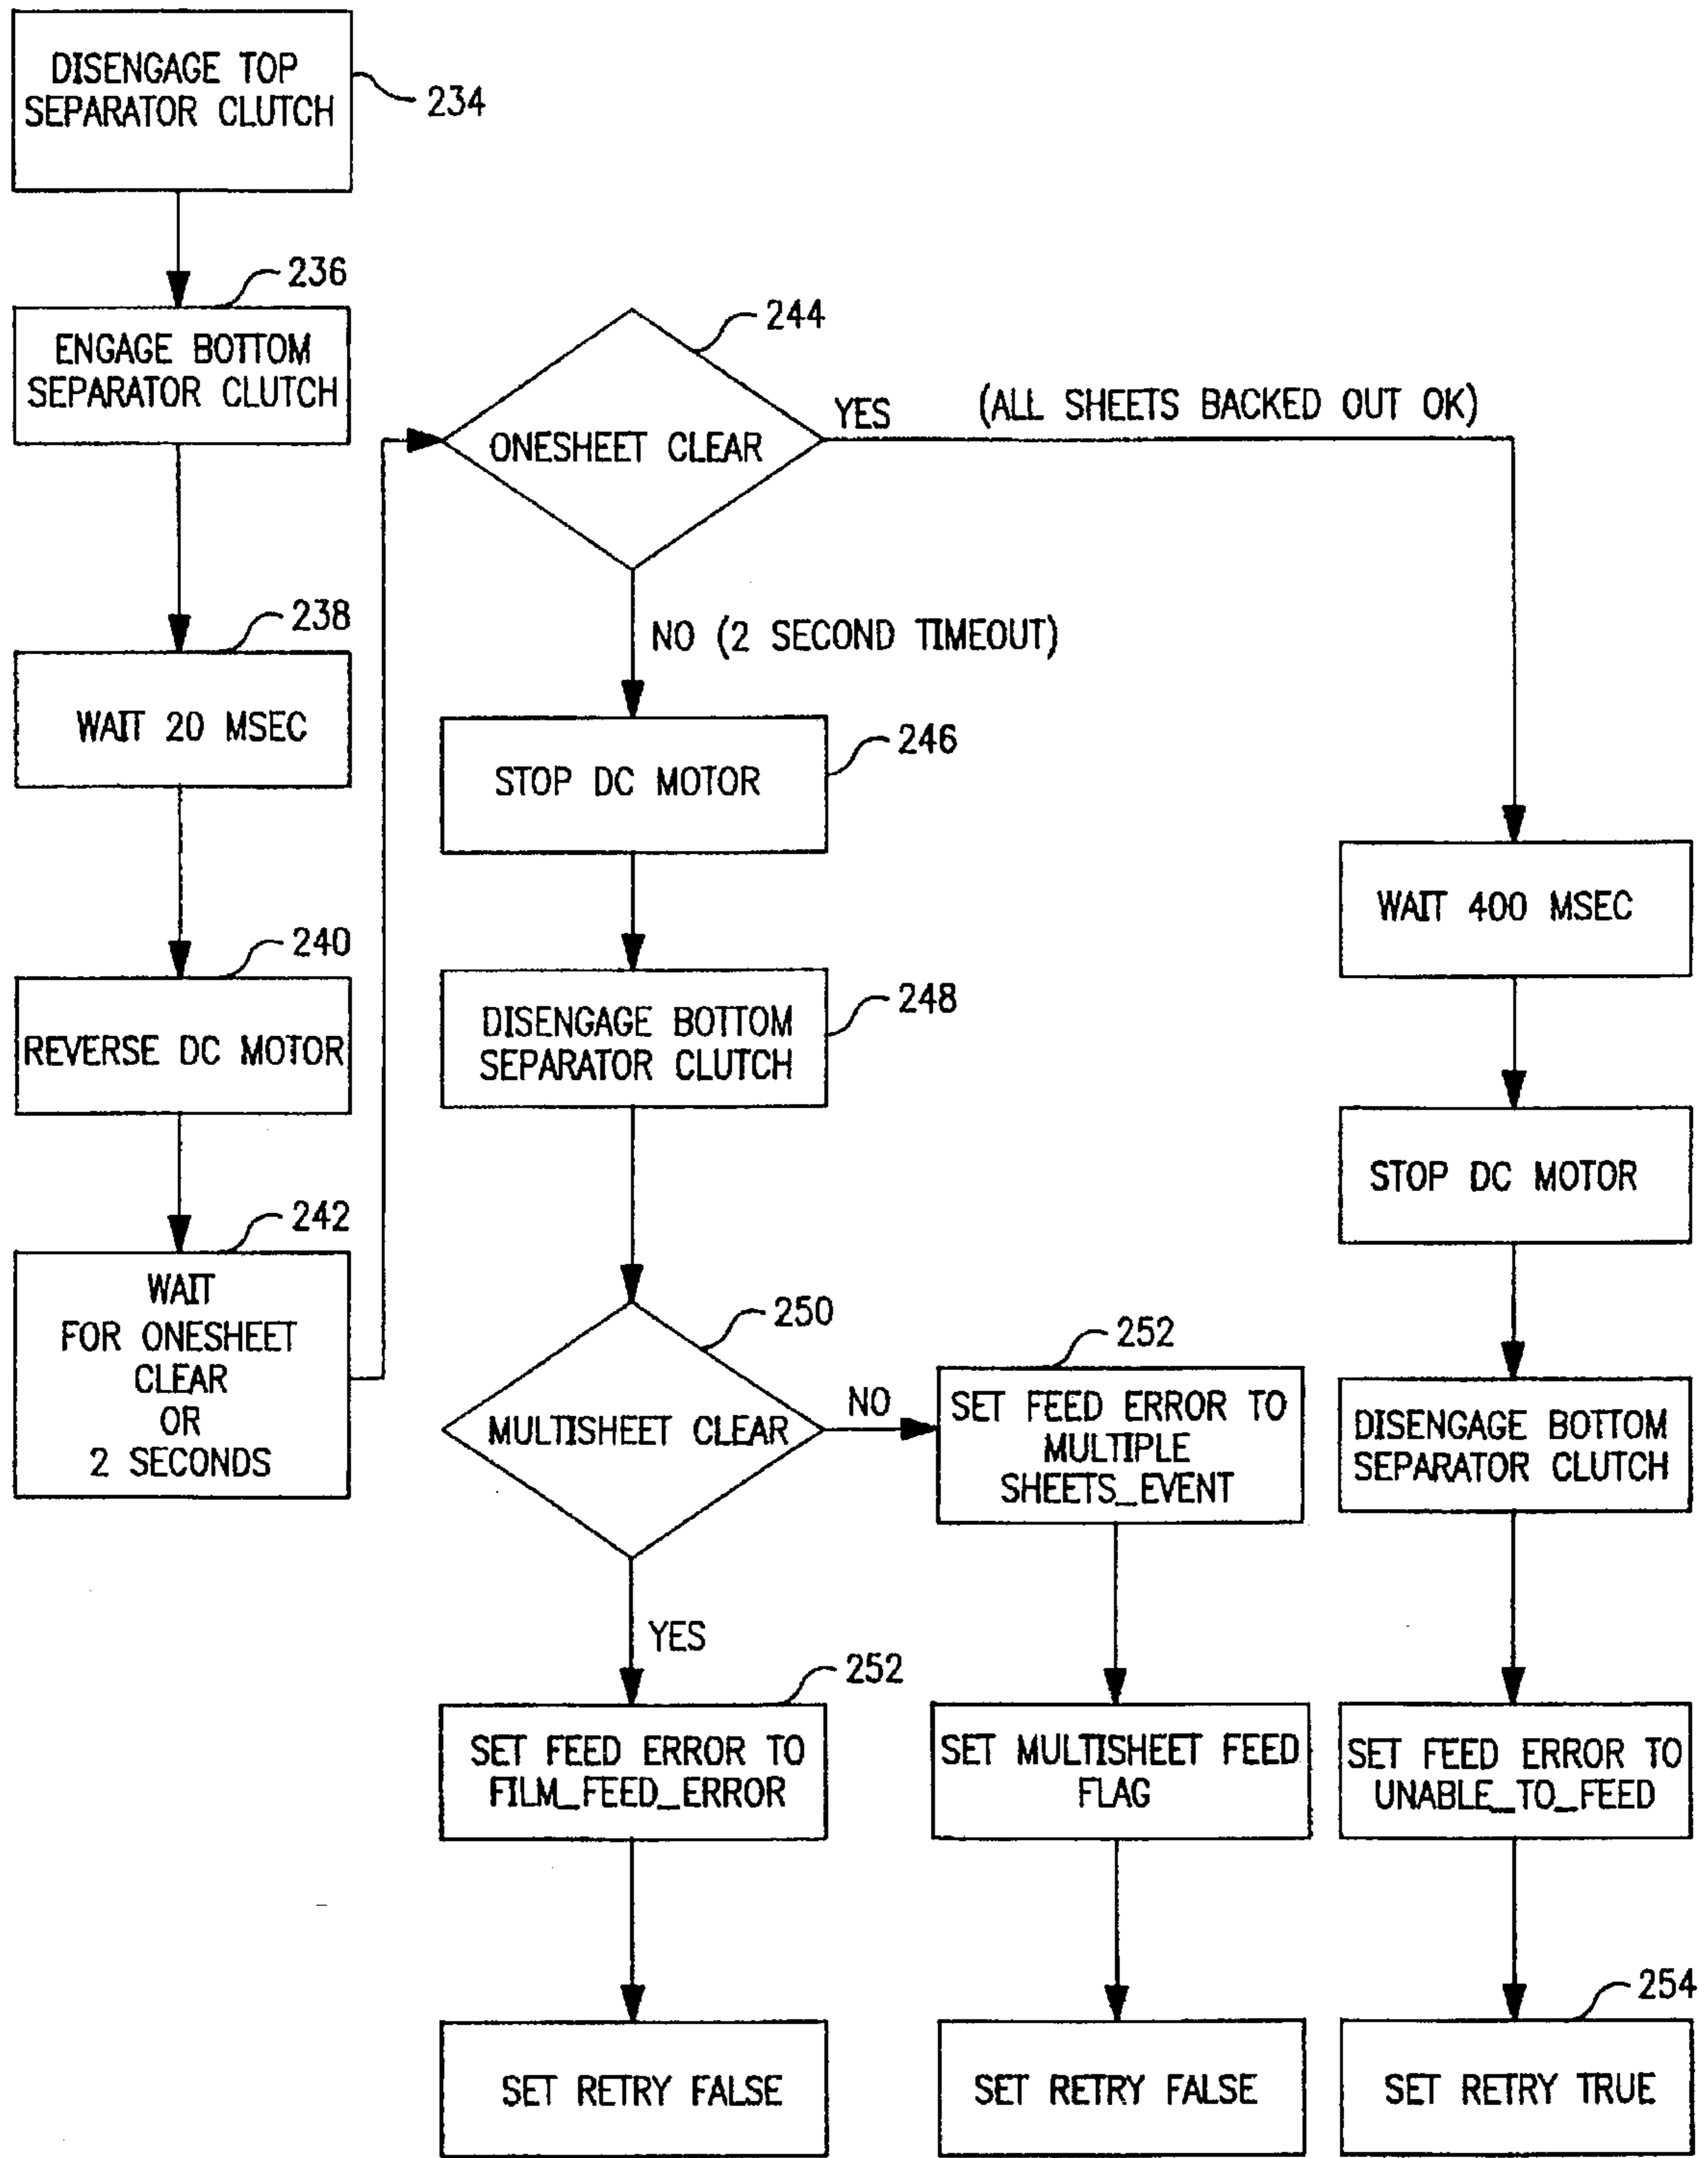 DISENGAGE TOP
SEPARATOR CLUTCH
234
236
ENGAGE BOTTOM
SEPARATOR CLUTCH
238
WAIT 20 MSEC
240
REVERSE DC MOTOR
242
WAIT
FOR ONESHEET
CLEAR
OR
2 SECONDS
244
ONESHEET CLEAR
YES
(ALL SHEETS BACKED OUT OK)
NO (2 SECOND TIMEOUT)
246
STOP DC MOTOR
248
DISENGAGE BOTTOM
SEPARATOR CLUTCH
250
MULTISHEET CLEAR
NO
YES
252
SET FEED ERROR TO
FILM_FEED_ERROR
SET RETRY FALSE
252
SET FEED ERROR TO
MULTIPLE
SHEETS_EVENT
SET MULTISHEET FEED
FLAG
SET RETRY FALSE
WAIT 400 MSEC
STOP DC MOTOR
DISENGAGE BOTTOM
SEPARATOR CLUTCH
SET FEED ERROR TO
UNABLE_TO_FEED
254
SET RETRY TRUE